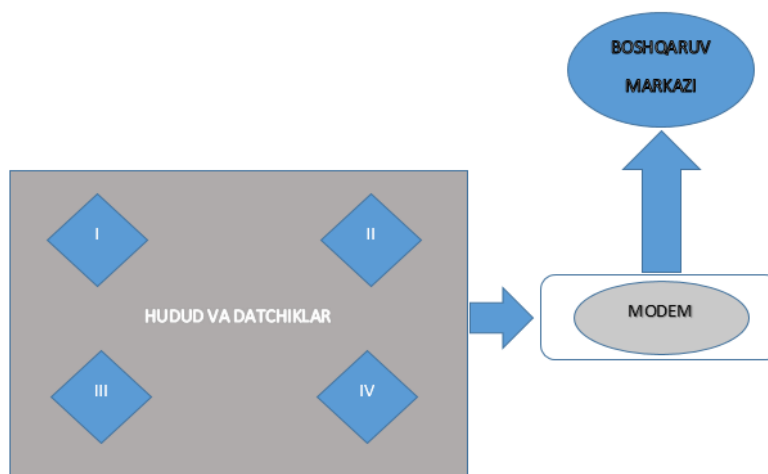 BOSHQARUV
MARKAZI
I
II
HUDUD VA DATCHIKLAR
MODEM
III
IV